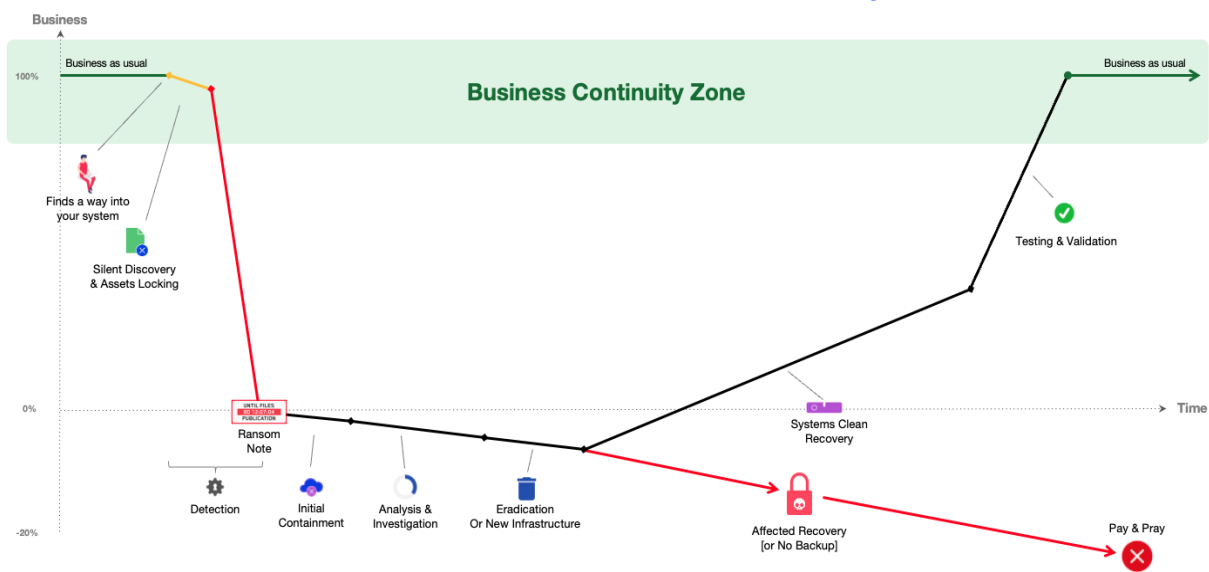 Business
Business as usual
Business as usual
100%
Business Continuity Zone
Finds a way into
your system
Testing & Validation
Silent Discovery
& Assets Locking
UNTIL FILES
PUBLICATION
0%
Time
Ransom
Note
Systems Clean
Recovery
Detection
Initial
Containment
Analysis &
Investigation
Eradication
Or New Infrastructure
Affected Recovery
[or No Backup]
Pay & Pray
-20%